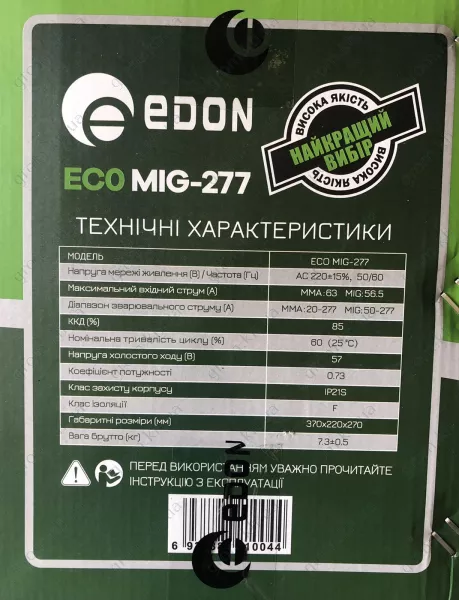 EDON
ВИСОКА ЯКІСТЬ
НАЙКРАЩИЙ
ВИБІР
ВИСОКА ЯКІСТЬ
ECO MIG-277
ТЕХНІЧНІ ХАРАКТЕРИСТИКИ
МОДЕЛЬ ECO MIG-277
Напруга мережі живлення (В) / Частота (Гц) AC 220±15%, 50/60
Максимальний вхідний струм (А) MMA:63 MiG:56.5
Діапазон зварювального струму (А) MMA:20-277 MiG:50-277
ККД (%) 85
Номінальна тривалість циклу (%) 60 (25°C)
Напруга холостого ходу (В) 57
Коефіцієнт потужності 0.73
Клас захисту корпусу IP21S
Клас ізоляції F
Габаритні розміри (мм) 370x220x270
Вага брутто (кг) 7.3±0.5
ПЕРЕД ВИКОРИСТАННЯМ УВАЖНО ПРОЧИТАЙТЕ
ІНСТРУКЦІЮ З ЕКСПЛУАТАЦІЇ
EDON
10044